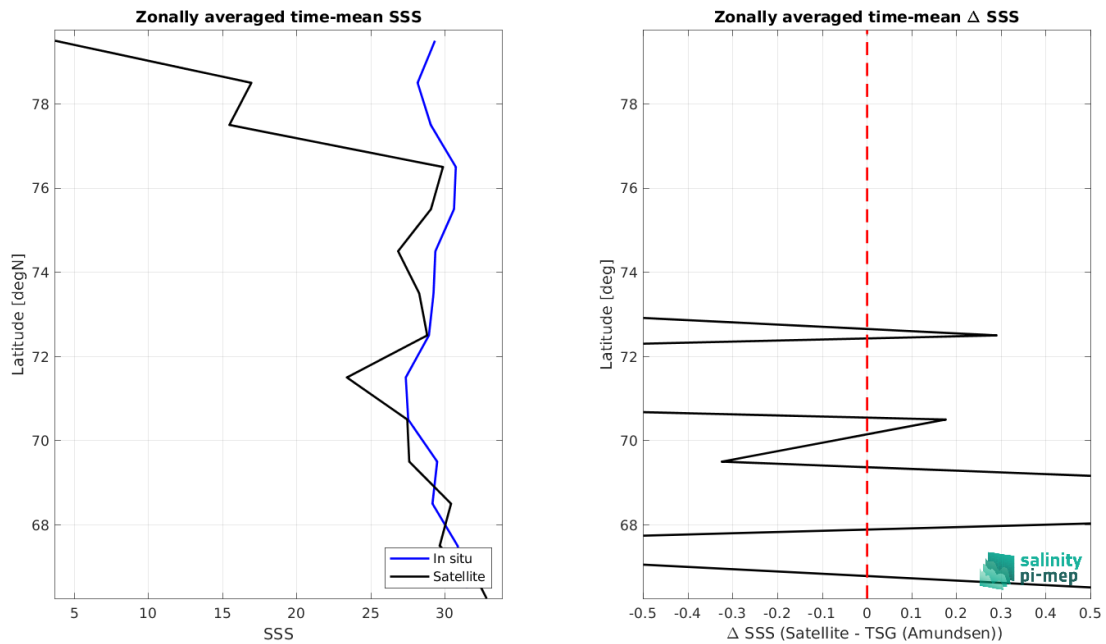 Zonally averaged time-mean SSS
Latitude [degN]
78
76
74
72
70
68
5 10 15 20 25 30
SSS
In situ
Satellite
Zonally averaged time-mean Δ SSS
Latitude [deg]
78
76
74
72
70
68
-0.5 -0.4 -0.3 -0.2 -0.1 0 0.1 0.2 0.3 0.4 0.5
Δ SSS (Satellite - TSG (Amundsen))
salinity
pi-mep